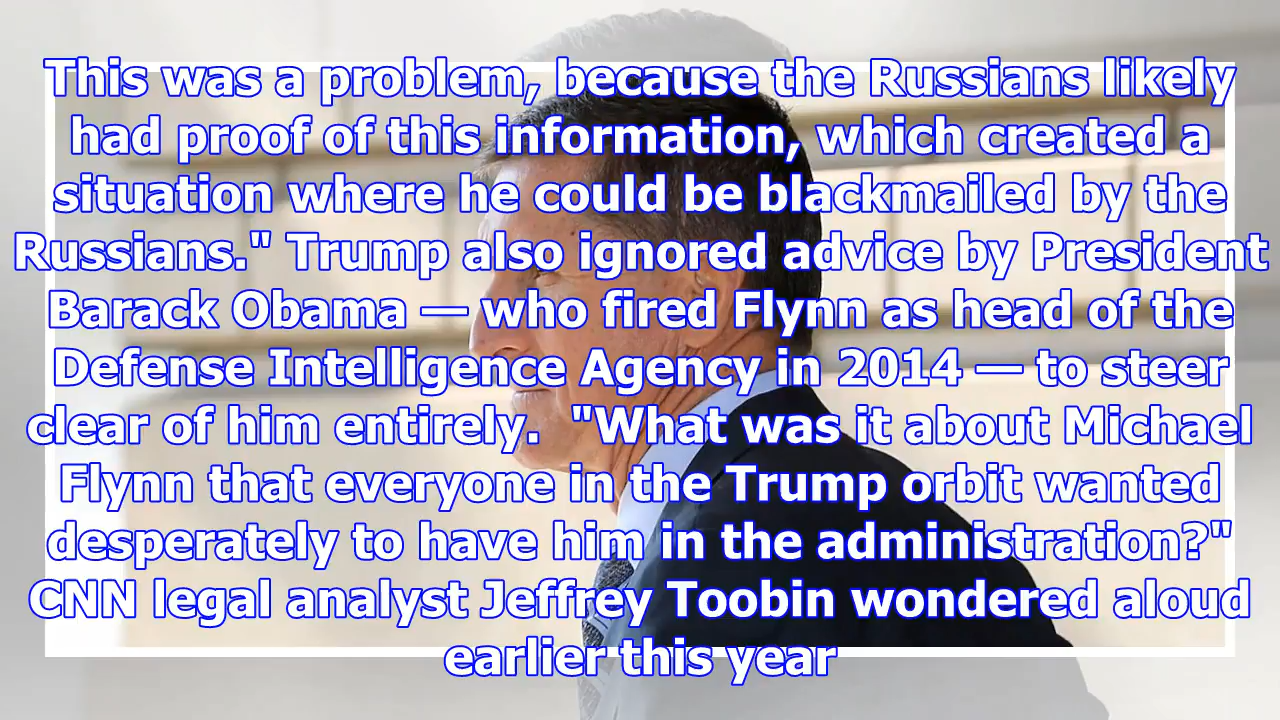 This was a problem, because the Russians likely
had proof of this information, which created a
situation where he could be blackmailed by the
Russians." Trump also ignored advice by President
Barack Obama — who fired Flynn as head of the
Defense Intelligence Agency in 2014 — to steer
clear of him entirely.  "What was it about Michael
Flynn that everyone in the Trump orbit wanted
desperately to have him in the administration?"
CNN legal analyst Jeffrey Toobin wondered aloud
earlier this year